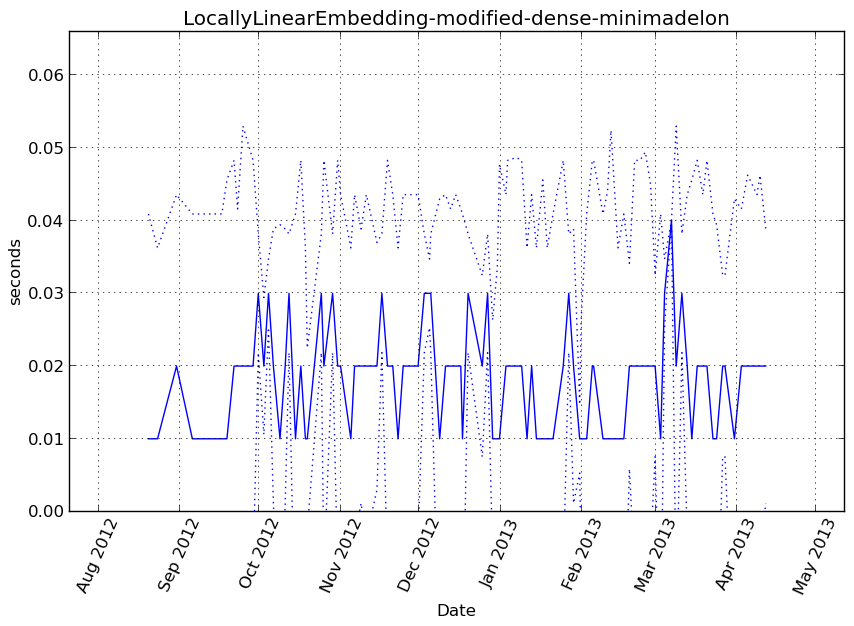 LocallyLinearEmbedding-modified-dense-minimadelon
0.06
0.05
0.04
0.03
0.02
0.01
0.00
seconds
Aug 2012
Sep 2012
Oct 2012
Nov 2012
Dec 2012
Jan 2013
Feb 2013
Mar 2013
Apr 2013
May 2013
Date